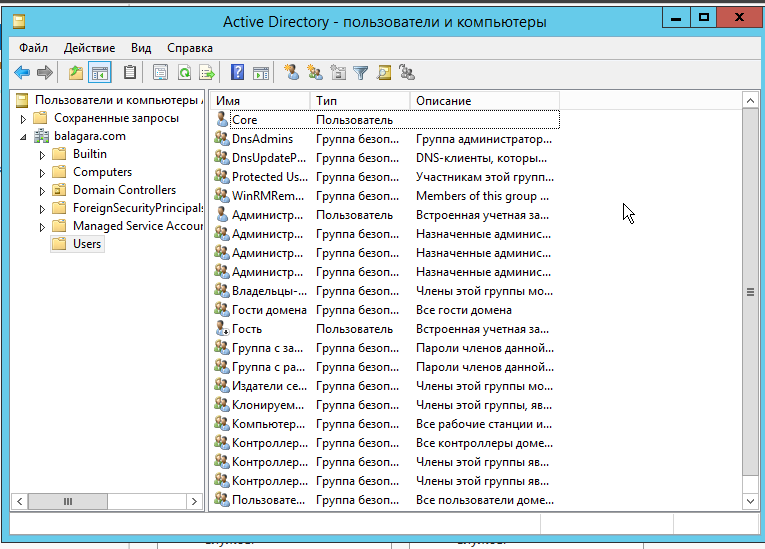 Active Directory - пользователи и компьютеры
Файл Действие Вид Справка
Пользователи и компьютеры
Сохраненные запросы
balagara.com
Builtin
Computers
Domain Controllers
ForeignSecurityPrincipals
Managed Service Accour
Users
Имя Тип Описание
Core Пользователь
DnsAdmins Группа безоп... Группа администратор...
DnsUpdateP... Группа безоп... DNS-клиенты, которы...
Protected Us... Группа безоп... Участникам этой групп...
WinRMRem... Группа безоп... Members of this group ...
Администр... Пользователь Встроенная учетная за...
Администр... Группа безоп... Назначенные админис...
Администр... Группа безоп... Назначенные админис...
Администр... Группа безоп... Назначенные админис...
Владельцы-... Группа безоп... Члены этой группы мо...
Гости домена Группа безоп... Все гости домена
Гость Пользователь Встроенная учетная за...
Группа с за... Группа безоп... Пароли членов данной...
Группа с ра... Группа безоп... Пароли членов данной...
Издатели се... Группа безоп... Члены этой группы мо...
Клонируем... Группа безоп... Члены этой группы, яв...
Компьютер... Группа безоп... Все рабочие станции и...
Контроллер... Группа безоп... Все контроллеры доме...
Контроллер... Группа безоп... Члены этой группы яв...
Контроллер... Группа безоп... Члены этой группы яв...
Пользовате... Группа безоп... Все пользователи доме...